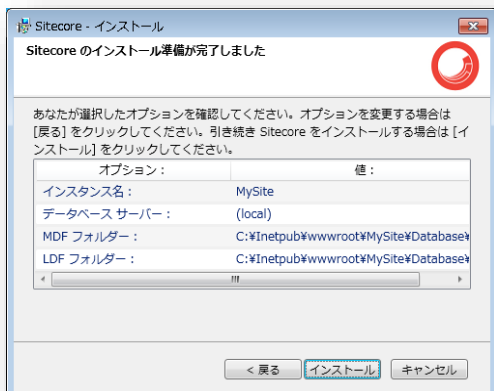 Sitecore - インストール
Sitecore のインストール準備が完了しました
あなたが選択したオプションを確認してください。オプションを変更する場合は
[戻る] をクリックしてください。引き続き Sitecore をインストールする場合は [イ
ンストール] をクリックしてください。
オプション： 値：
インスタンス名： MySite
データベース サーバー： (local)
MDF フォルダー： C:¥Inetpub¥wwwroot¥MySite¥Database¥
LDF フォルダー： C:¥Inetpub¥wwwroot¥MySite¥Database¥
< 戻る インストール キャンセル